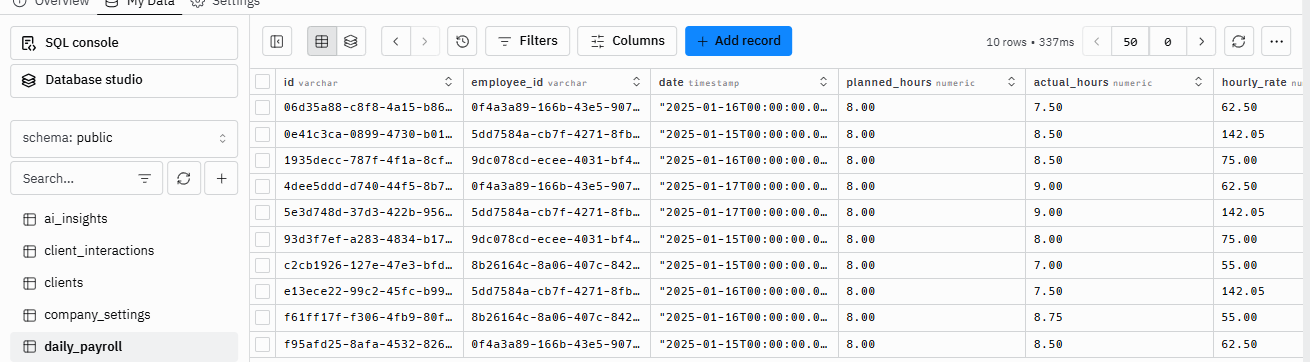 Overview My Data Settings
SQL console
Database studio
schema: public
Search...
ai_insights
client_interactions
clients
company_settings
daily_payroll
Filters Columns + Add record 10 rows • 337ms 50 0
id varchar employee_id varchar date timestamp planned_hours numeric actual_hours numeric hourly_rate nu
06d35a88-c8f8-4a15-b86… 0f4a3a89-166b-43e5-907… "2025-01-16T00:00:00.0… 8.00 7.50 62.50
0e41c3ca-0899-4730-b01… 5dd7584a-cb7f-4271-8fb… "2025-01-15T00:00:00.0… 8.00 8.50 142.05
1935decc-787f-4f1a-8cf… 9dc078cd-ecee-4031-bf4… "2025-01-16T00:00:00.0… 8.00 8.50 75.00
4dee5ddd-d740-44f5-8b7… 0f4a3a89-166b-43e5-907… "2025-01-17T00:00:00.0… 8.00 9.00 62.50
5e3d748d-37d3-422b-956… 5dd7584a-cb7f-4271-8fb… "2025-01-17T00:00:00.0… 8.00 9.00 142.05
93d3f7ef-a283-4834-b17… 9dc078cd-ecee-4031-bf4… "2025-01-15T00:00:00.0… 8.00 8.00 75.00
c2cb1926-127e-47e3-bfd… 8b26164c-8a06-407c-842… "2025-01-15T00:00:00.0… 8.00 7.00 55.00
e13ece22-99c2-45fc-b99… 5dd7584a-cb7f-4271-8fb… "2025-01-16T00:00:00.0… 8.00 7.50 142.05
f61ff17f-f306-4fb9-80f… 8b26164c-8a06-407c-842… "2025-01-16T00:00:00.0… 8.00 8.75 55.00
f95afd25-8afa-4532-826… 0f4a3a89-166b-43e5-907… "2025-01-15T00:00:00.0… 8.00 8.50 62.50